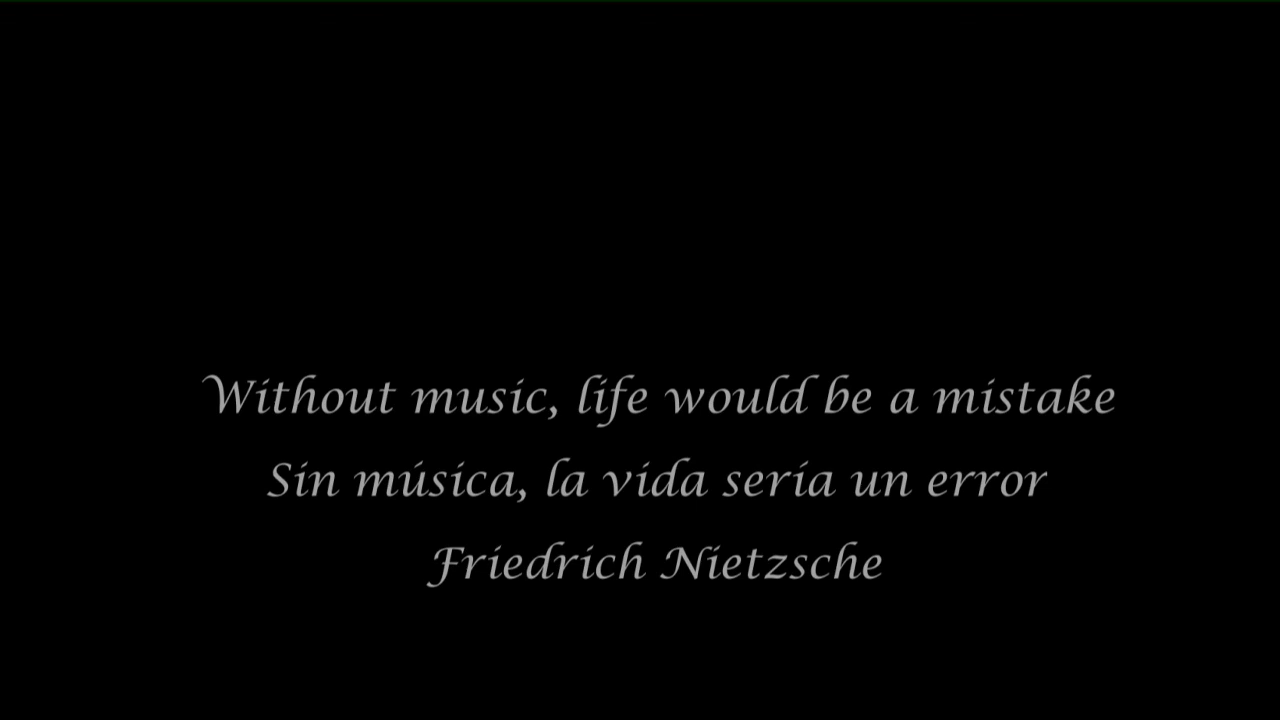 Without music, life would be a mistake
Sin música, la vida sería un error
Friedrich Nietzsche